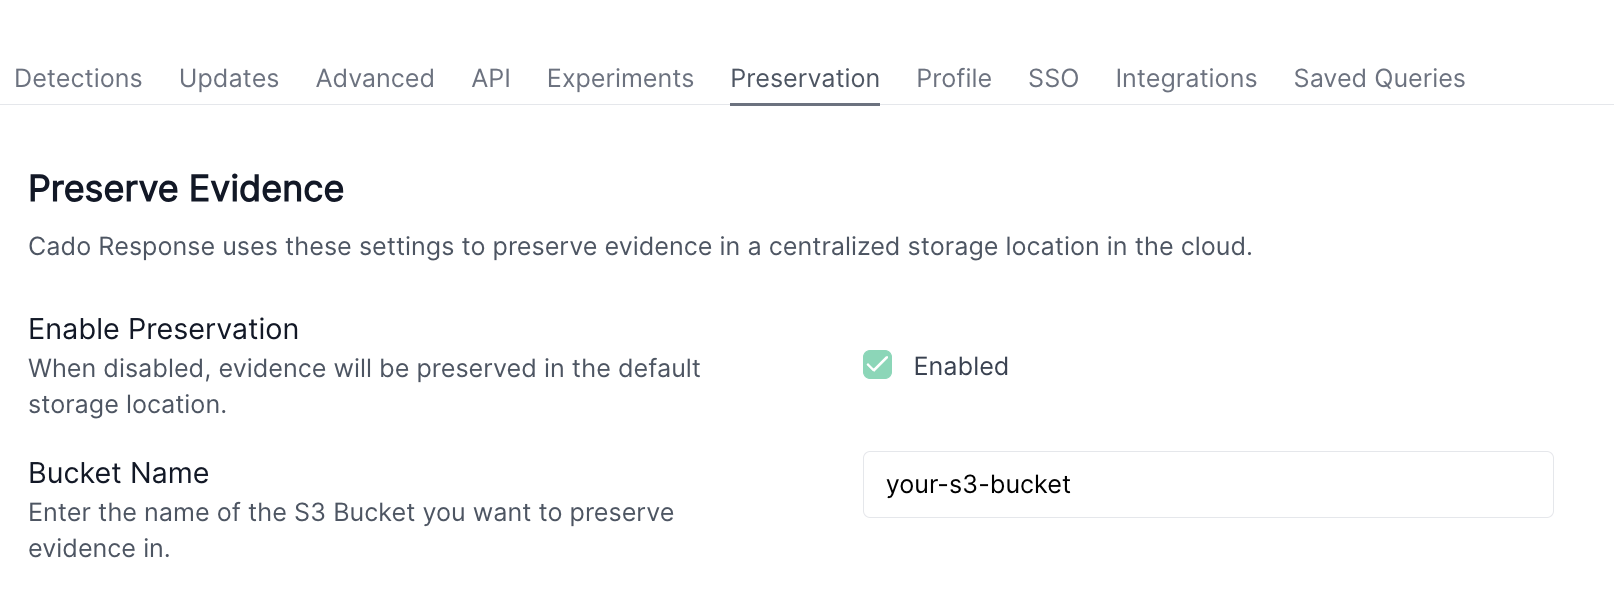 Detections Updates Advanced API Experiments Preservation Profile SSO Integrations Saved Queries
Preserve Evidence
Cado Response uses these settings to preserve evidence in a centralized storage location in the cloud.
Enable Preservation
When disabled, evidence will be preserved in the default
storage location.
Enabled
Bucket Name
Enter the name of the S3 Bucket you want to preserve
evidence in.
your-s3-bucket